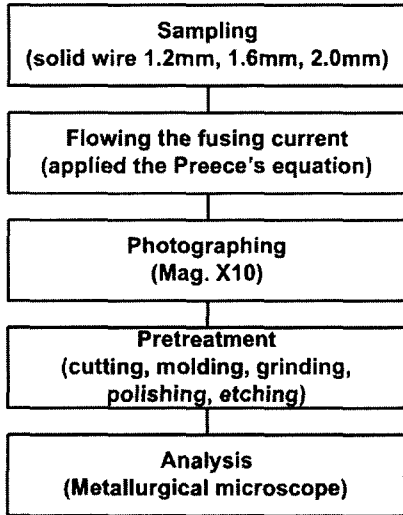 Sampling
(solid wire 1.2mm, 1.6mm, 2.0mm)
Flowing the fusing current
(applied the Preece's equation)
Photographing
(Mag. X10)
Pretreatment
(cutting, molding, grinding,
polishing, etching)
Analysis
(Metallurgical microscope)